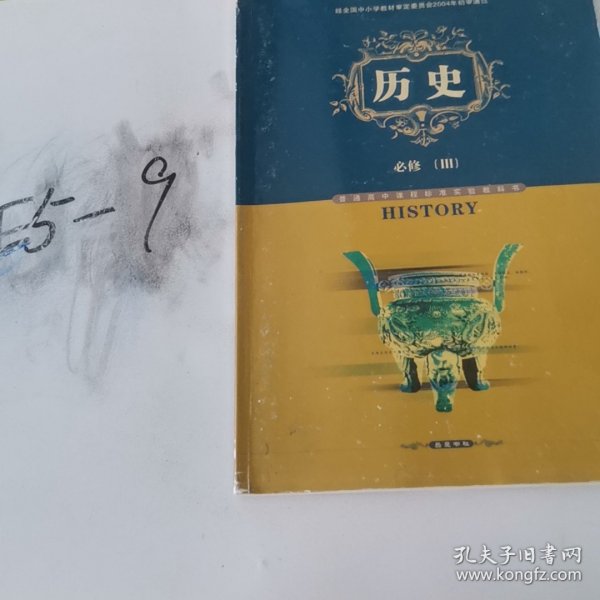 经全国中小学教材审定委员会2004年初审通过
历史
必修 (III)
普通高中课程标准实验教科书
HISTORY
岳麓书社
E5-9
孔夫子旧书网
www.kongfz.com